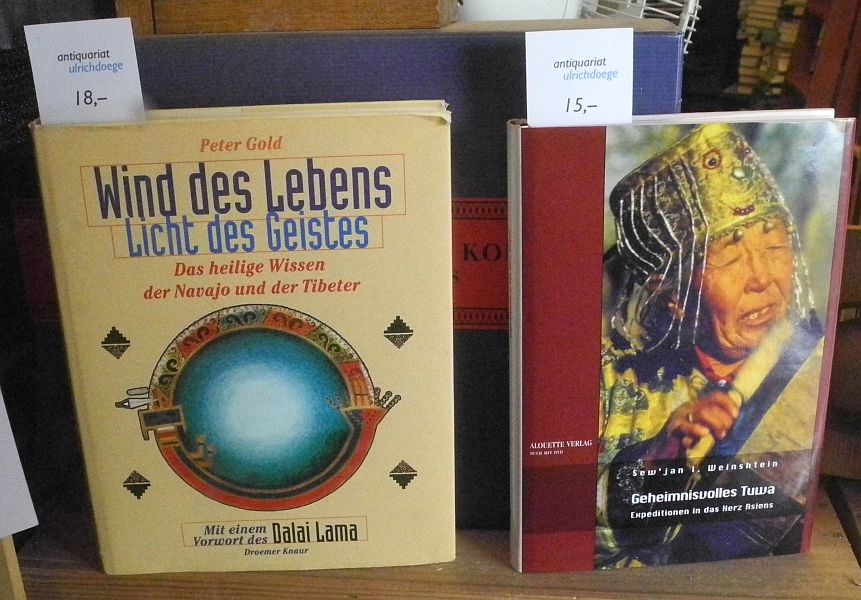 antiquariat
ulrichdoege
18,–
Peter Gold
Wind des Lebens
Licht des Geistes
Das heilige Wissen
der Navajo und der Tibeter
Mit einem
Vorwort des Dalai Lama
Droemer Knaur
antiquariat
ulrichdoege
15,–
ALOUETTE VERLAG
BUCH MIT DVD
Sew'jan I. Weinshtein
Geheimnisvolles Tuwa
Expeditionen in das Herz Asiens